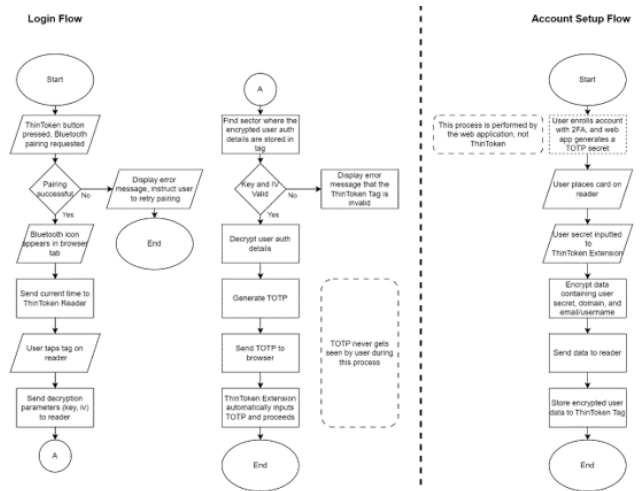 Login Flow
Start
ThinToken button
pressed, Bluetooth
pairing requested
Pairing
successful
No
Display error
message, instruct user
to retry pairing
End
Yes
Bluetooth icon
appears in browser
tab
Send current time to
ThinToken Reader
User taps tag on
reader
Send decryption
parameters (key, iv) to
reader
A
A
Find sector where the
encrypted user auth
details are stored in
tag
Key and IV
Valid
No
Display error
message that the
ThinToken Tag is
invalid
Yes
Decrypt user auth
details
Generate TOTP
Send TOTP to
browser
ThinToken Extension
automatically inputs
TOTP and proceeds
End
TOTP never gets
seen by user during
this process
Account Setup Flow
Start
This process is performed by
the web application, not
ThinToken
User enrolls account
with 2FA, and web
app generates a
TOTP secret
User places card on
reader
User secret inputted
to ThinToken Extension
Encrypt data
containing user
secret, domain, and
email/username
Send data to reader
Store encrypted user
data to ThinToken Tag
End